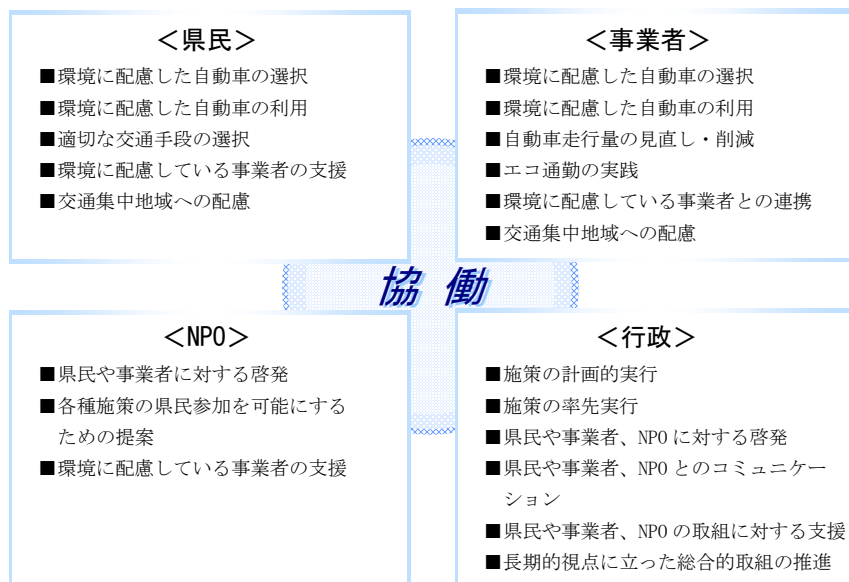 ＜県民＞
■環境に配慮した自動車の選択
■環境に配慮した自動車の利用
■適切な交通手段の選択
■環境に配慮している事業者の支援
■交通集中地域への配慮
＜事業者＞
■環境に配慮した自動車の選択
■環境に配慮した自動車の利用
■自動車走行量の見直し・削減
■エコ通勤の実践
■環境に配慮している事業者との連携
■交通集中地域への配慮
協 働
＜NPO＞
■県民や事業者に対する啓発
■各種施策の県民参加を可能にする
ための提案
■環境に配慮している事業者の支援
＜行政＞
■施策の計画的実行
■施策の率先実行
■県民や事業者、NPO に対する啓発
■県民や事業者、NPO とのコミュニケー
ション
■県民や事業者、NPO の取組に対する支援
■長期的視点に立った総合的取組の推進